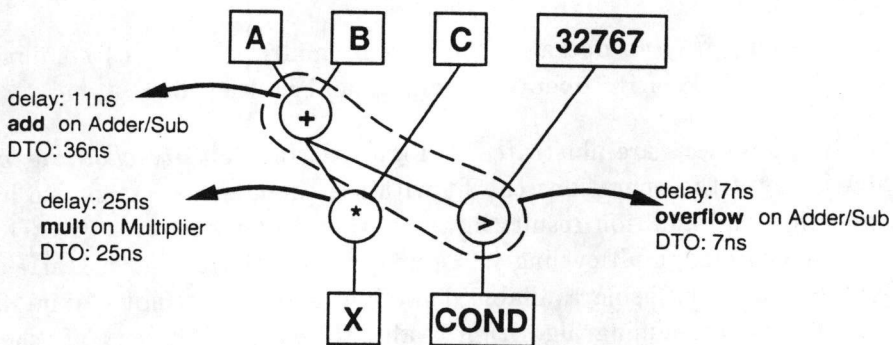 A
B
C
32767
delay: 11ns
add on Adder/Sub
DTO: 36ns
+
delay: 25ns
mult on Multiplier
DTO: 25ns
*
>
delay: 7ns
overflow on Adder/Sub
DTO: 7ns
X
COND